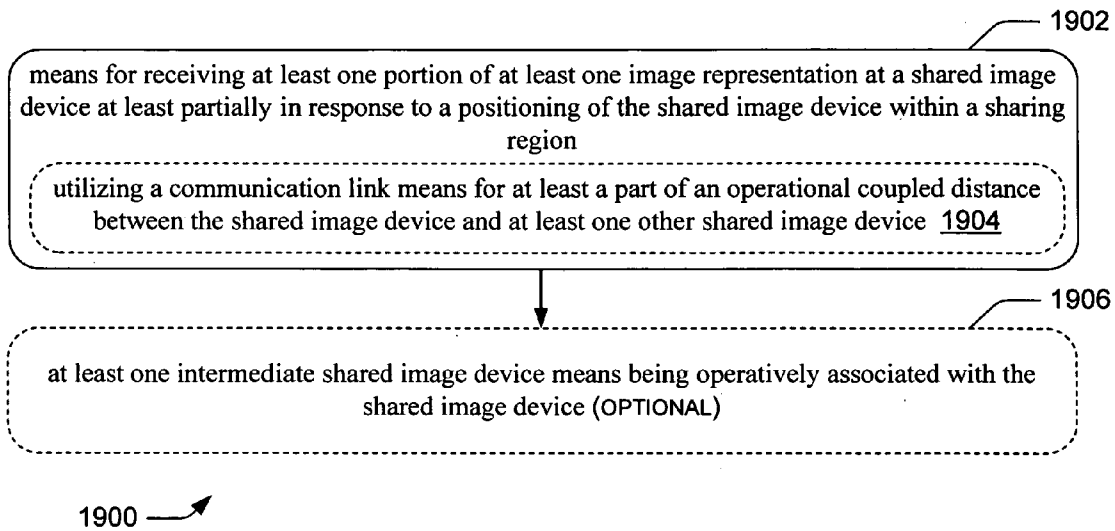 1902
means for receiving at least one portion of at least one image representation at a shared image
device at least partially in response to a positioning of the shared image device within a sharing
region
utilizing a communication link means for at least a part of an operational coupled distance
between the shared image device and at least one other shared image device 1904
1906
at least one intermediate shared image device means being operatively associated with the
shared image device (OPTIONAL)
1900